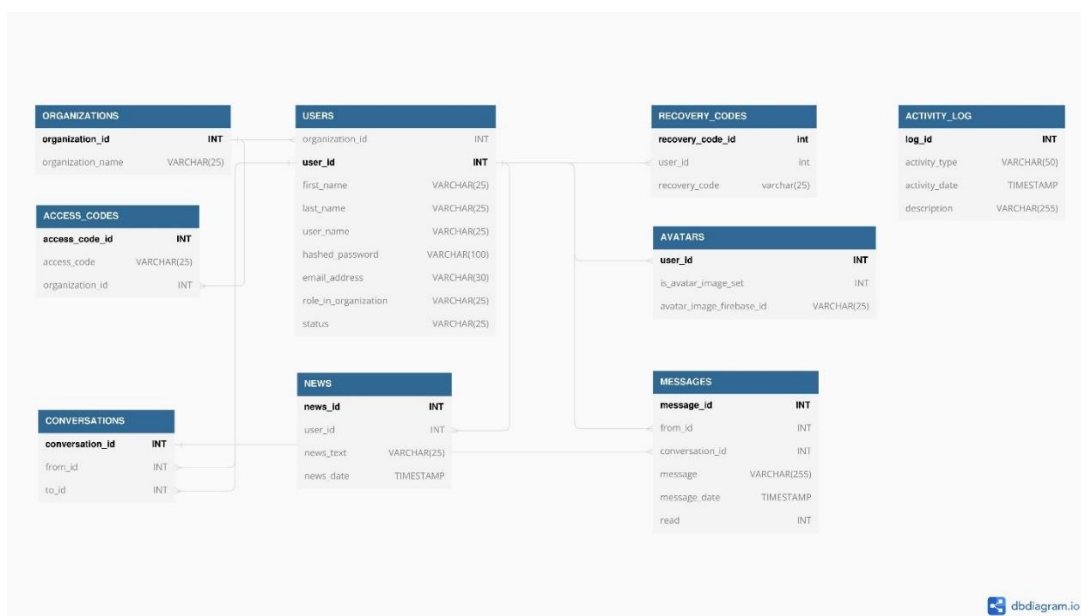 ORGANIZATIONS
organization_id INT
organization_name VARCHAR(25)
ACCESS_CODES
access_code_id INT
access_code VARCHAR(25)
organization_id INT
CONVERSATIONS
conversation_id INT
from_id INT
to_id INT
USERS
organization_id INT
user_id INT
first_name VARCHAR(25)
last_name VARCHAR(25)
user_name VARCHAR(25)
hashed_password VARCHAR(100)
email_address VARCHAR(30)
role_in_organization VARCHAR(25)
status VARCHAR(25)
NEWS
news_id INT
user_id INT
news_text VARCHAR(25)
news_date TIMESTAMP
RECOVERY_CODES
recovery_code_id int
user_id int
recovery_code varchar(25)
AVATARS
user_id INT
is_avatar_image_set INT
avatar_image_firebase_id VARCHAR(25)
MESSAGES
message_id INT
from_id INT
conversation_id INT
message VARCHAR(255)
message_date TIMESTAMP
read INT
ACTIVITY_LOG
log_id INT
activity_type VARCHAR(50)
activity_date TIMESTAMP
description VARCHAR(255)
dbdiagram.io